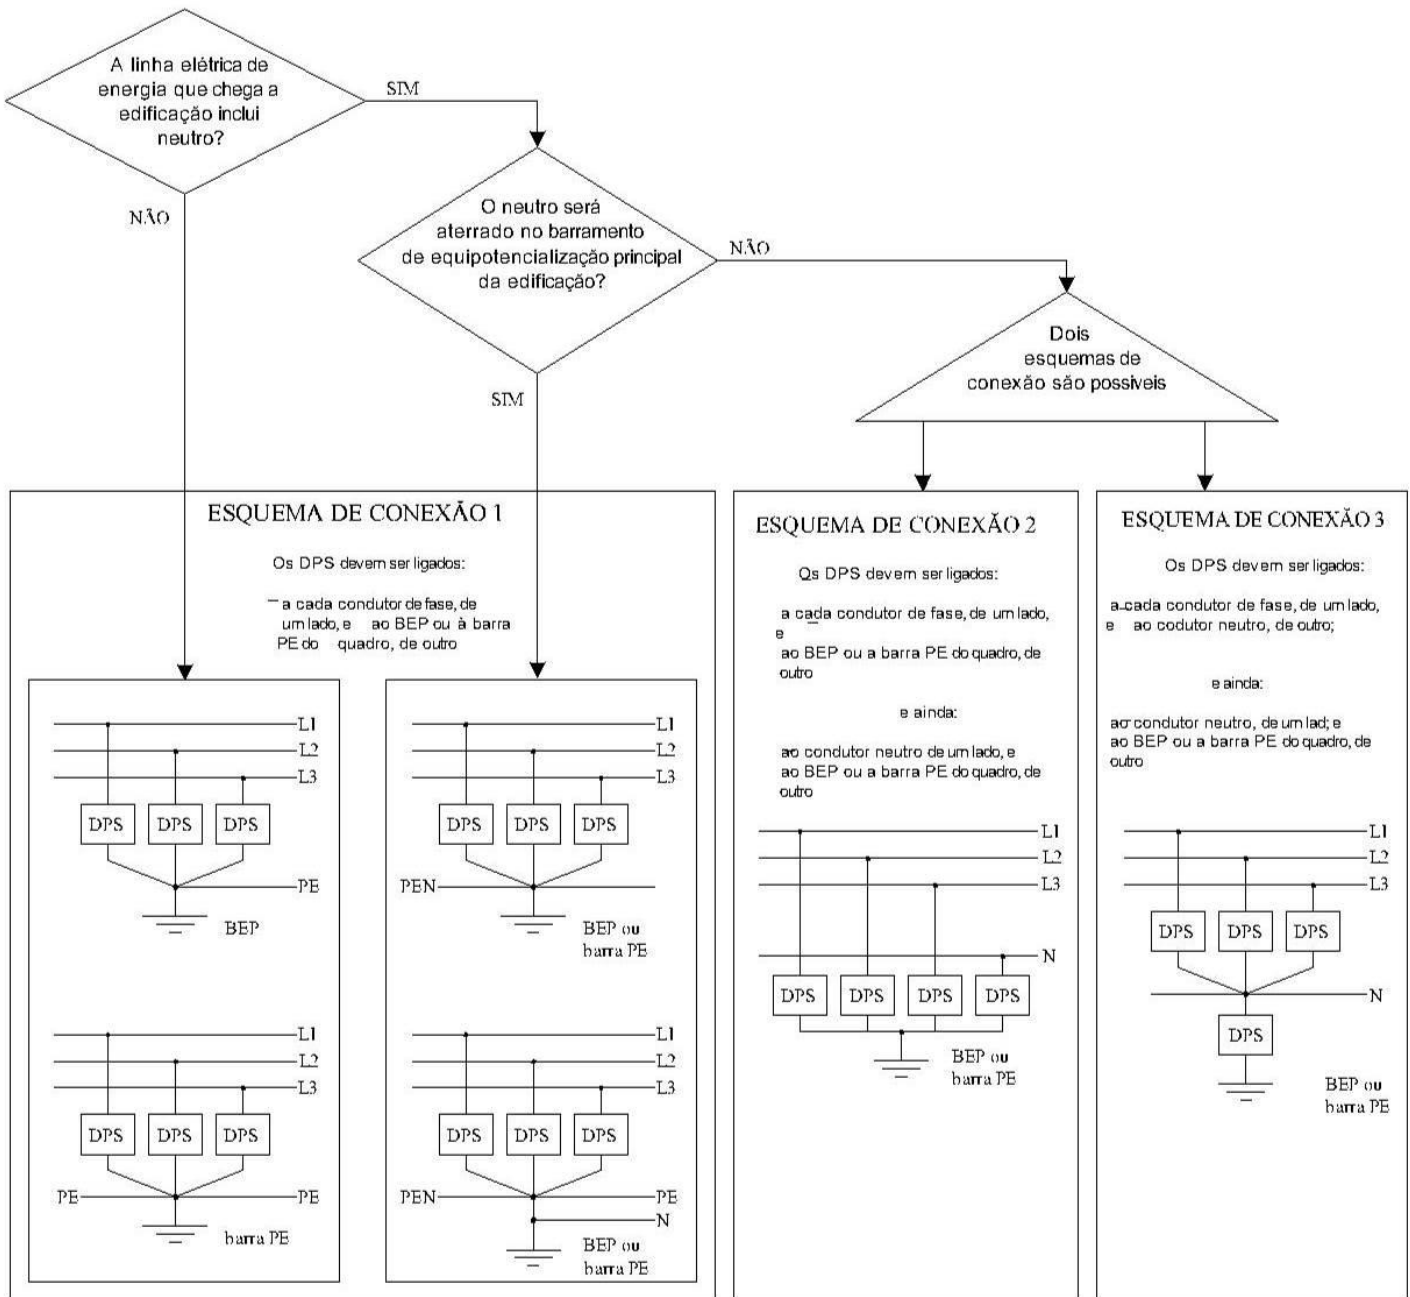 A linha elétrica de
energia que chega a
edificação inclui
neutro?
SIM
NÃO
O neutro será
aterrado no barramento
de equipotencialização principal
da edificação?
NÃO
SIM
Dois
esquemas de
conexão são possiveis
ESQUEMA DE CONEXÃO 1
Os DPS devem ser ligados:
– a cada condutor de fase, de
um lado, e ao BEP ou à barra
PE do quadro, de outro
L1
L2
L3
DPS DPS DPS
PE
BEP
L1
L2
L3
DPS DPS DPS
PE PE
barra PE
L1
L2
L3
DPS DPS DPS
PEN
BEP ou
barra PE
L1
L2
L3
DPS DPS DPS
PEN PE
N
BEP ou
barra PE
ESQUEMA DE CONEXÃO 2
Qs DPS devem ser ligados:
a cada condutor de fase, de um lado,
e
ao BEP ou a barra PE do quadro, de
outro
e ainda:
ao condutor neutro de um lado, e
ao BEP ou a barra PE do quadro, de
outro
L1
L2
L3
N
DPS DPS DPS DPS
BEP ou
barra PE
ESQUEMA DE CONEXÃO 3
Os DPS devem ser ligados:
a cada condutor de fase, de um lado,
e ao codutor neutro, de outro;
e ainda:
ao condutor neutro, de um lad; e
ao BEP ou a barra PE do quadro, de
outro
L1
L2
L3
DPS DPS DPS
N
DPS
BEP ou
barra PE